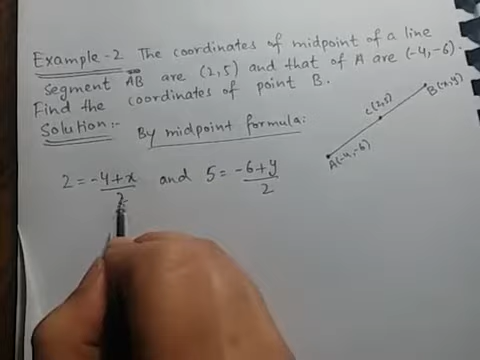 Example-2 The coordinates of midpoint of a line
segment AB are (2,5) and that of A are (-4,-6).
Find the coordinates of point B.
Solution:-
By midpoint formula:
C(2,5)
B(x,y)
A(-4,-6)
2 = -4+x/2 and 5 = -6+y/2